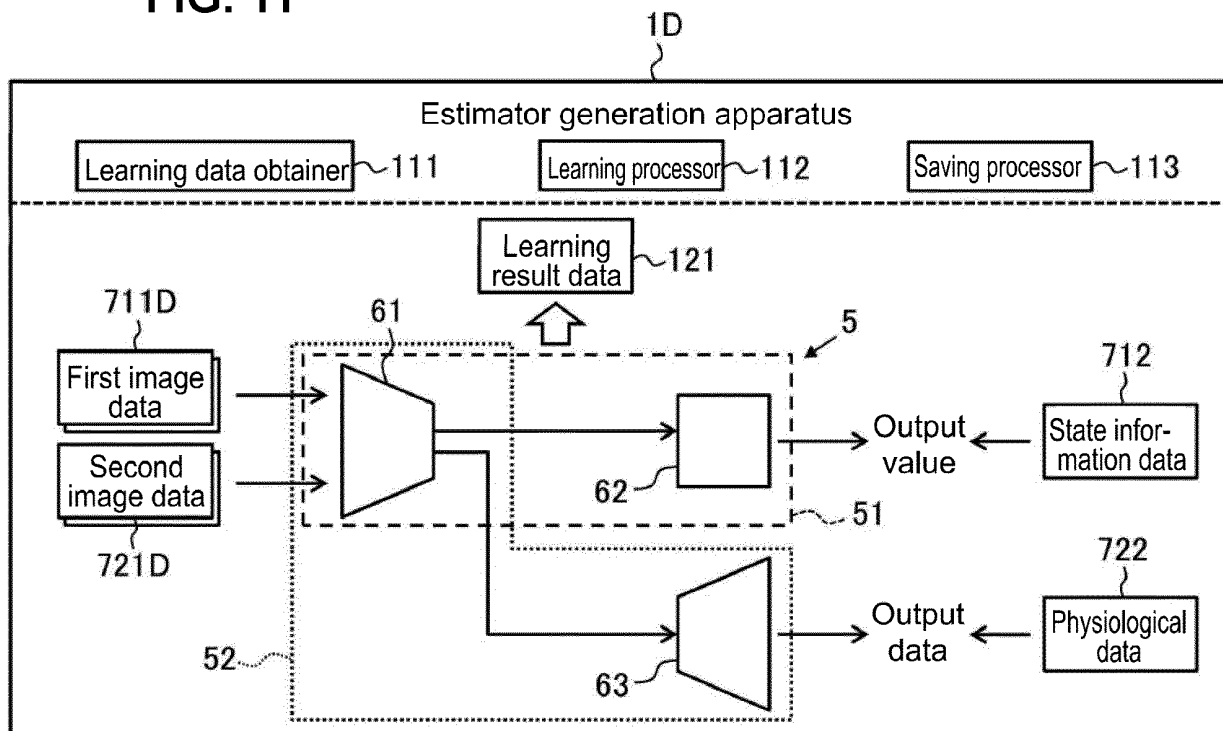 FIG. 11
1D
Estimator generation apparatus
Learning data obtainer
111
Learning processor
112
Saving processor
113
Learning
result data
121
711D
First image
data
Second
image data
721D
61
5
62
51
Output
value
712
State infor-
mation data
52
63
Output
data
722
Physiological
data